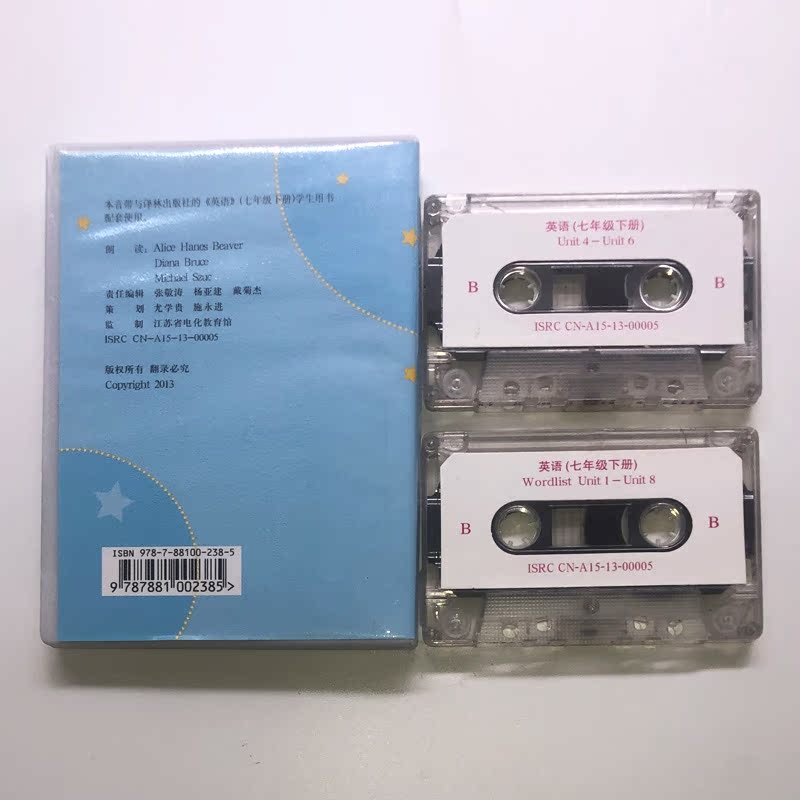 本音带与译林出版社的《英语》(七年级下册)学生用书
配套使用。
朗 读：Alice Hanes Beaver
Diana Bruce
Michael Szuc
责任编辑 张敬涛 杨亚建 戴菊杰
策 划 尤学贵 施永进
监 制 江苏省电化教育馆
ISRC CN-A15-13-00005
版权所有 翻录必究
Copyright 2013
ISBN 978-7-88100-238-5
9 787881 002385>
英语(七年级下册)
Unit 4－Unit 6
B B
ISRC CN-A15-13-00005
英语(七年级下册)
Wordlist Unit 1－Unit 8
B B
ISRC CN-A15-13-00005